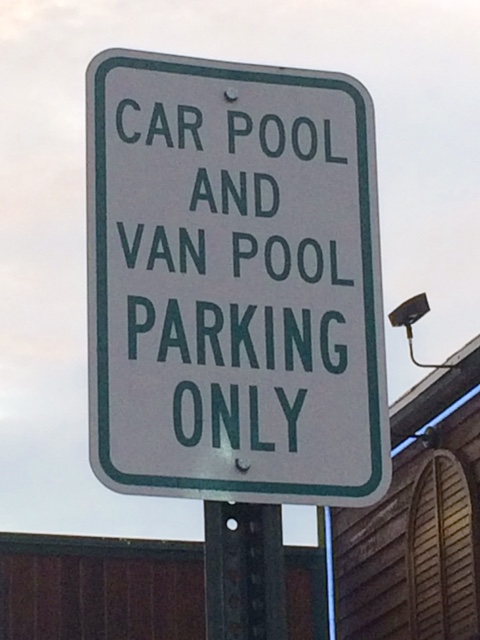 CAR POOL
AND
VAN POOL
PARKING
ONLY